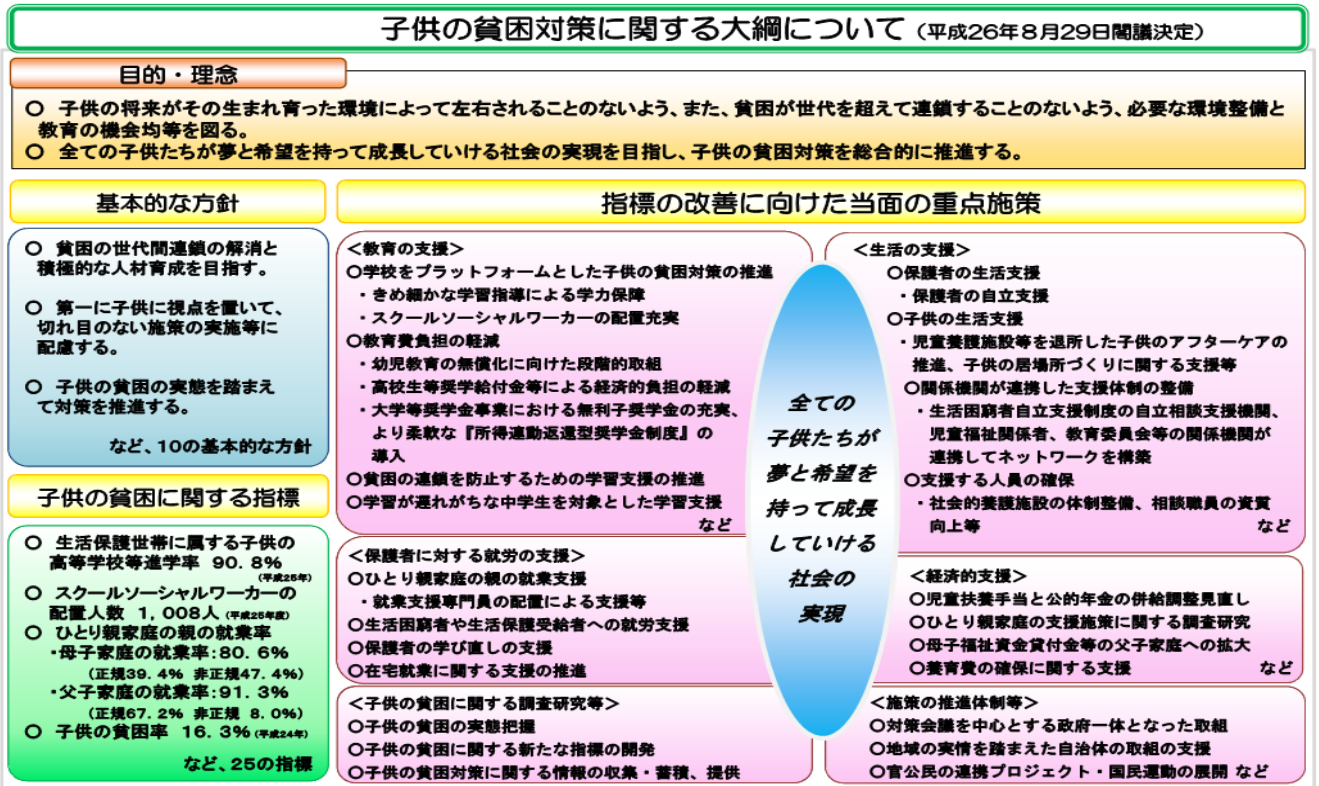 子供の貧困対策に関する大綱について（平成26年8月29日閣議決定）
目的・理念
〇 子供の将来がその生まれ育った環境によって左右されることのないよう、また、貧困が世代を超えて連鎖することのないよう、必要な環境整備と
教育の機会均等を図る。
〇 全ての子供たちが夢と希望を持って成長していける社会の実現を目指し、子供の貧困対策を総合的に推進する。
基本的な方針
〇 貧困の世代間連鎖の解消と
積極的な人材育成を目指す。
〇 第一に子供に視点を置いて、
切れ目のない施策の実施等に
配慮する。
〇 子供の貧困の実態を踏まえ
て対策を推進する。
など、10の基本的な方針
子供の貧困に関する指標
〇 生活保護世帯に属する子供の
高等学校等進学率 90．8％
（平成25年）
〇 スクールソーシャルワーカーの
配置人数 1，008人（平成25年度）
〇 ひとり親家庭の親の就業率
・母子家庭の就業率：80．6％
（正規39．4％ 非正規47．4％）
・父子家庭の就業率：91．3％
（正規67．2％ 非正規 8．0％）
〇 子供の貧困率 16．3％（平成24年）
など、25の指標
指標の改善に向けた当面の重点施策
＜教育の支援＞
〇学校をプラットフォームとした子供の貧困対策の推進
・きめ細かな学習指導による学力保障
・スクールソーシャルワーカーの配置充実
〇教育費負担の軽減
・幼児教育の無償化に向けた段階的取組
・高校生等奨学給付金等による経済的負担の軽減
・大学等奨学金事業における無利子奨学金の充実、
より柔軟な『所得連動返還型奨学金制度』の
導入
〇貧困の連鎖を防止するための学習支援の推進
〇学習が遅れがちな中学生を対象とした学習支援
など
＜保護者に対する就労の支援＞
〇ひとり親家庭の親の就業支援
・就業支援専門員の配置による支援等
〇生活困窮者や生活保護受給者への就労支援
〇保護者の学び直しの支援
〇在宅就業に関する支援の推進
＜子供の貧困に関する調査研究等＞
〇子供の貧困の実態把握
〇子供の貧困に関する新たな指標の開発
〇子供の貧困対策に関する情報の収集・蓄積、提供
全ての
子供たちが
夢と希望を
持って成長
していける
社会の
実現
＜生活の支援＞
〇保護者の生活支援
・保護者の自立支援
〇子供の生活支援
・児童養護施設等を退所した子供のアフターケアの
推進、子供の居場所づくりに関する支援等
〇関係機関が連携した支援体制の整備
・生活困窮者自立支援制度の自立相談支援機関、
児童福祉関係者、教育委員会等の関係機関が
連携してネットワークを構築
〇支援する人員の確保
・社会的養護施設の体制整備、相談職員の資質
向上等 など
＜経済的支援＞
〇児童扶養手当と公的年金の併給調整見直し
〇ひとり親家庭の支援施策に関する調査研究
〇母子福祉資金貸付金等の父子家庭への拡大
〇養育費の確保に関する支援 など
＜施策の推進体制等＞
〇対策会議を中心とする政府一体となった取組
〇地域の実情を踏まえた自治体の取組の支援
〇官公民の連携プロジェクト・国民運動の展開 など